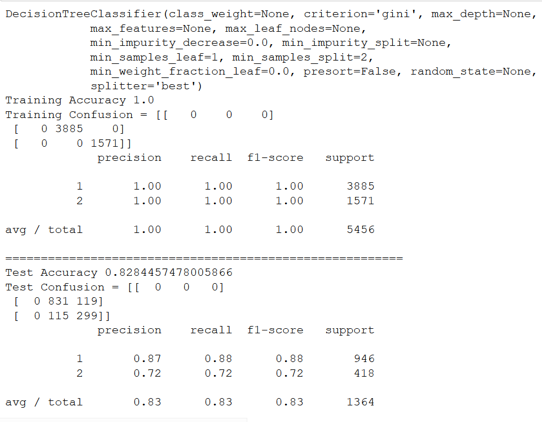 DecisionTreeClassifier(class_weight=None, criterion='gini', max_depth=None,
            max_features=None, max_leaf_nodes=None,
            min_impurity_decrease=0.0, min_impurity_split=None,
            min_samples_leaf=1, min_samples_split=2,
            min_weight_fraction_leaf=0.0, presort=False, random_state=None,
            splitter='best')
Training Accuracy 1.0
Training Confusion = [[   0    0    0]
 [   0 3885    0]
 [   0    0 1571]]
             precision    recall  f1-score   support

          1       1.00      1.00      1.00      3885
          2       1.00      1.00      1.00      1571

avg / total       1.00      1.00      1.00      5456

========================================================
Test Accuracy 0.8284457478005866
Test Confusion = [[  0   0   0]
 [  0 831 119]
 [  0 115 299]]
             precision    recall  f1-score   support

          1       0.87      0.88      0.88       946
          2       0.72      0.72      0.72       418

avg / total       0.83      0.83      0.83      1364